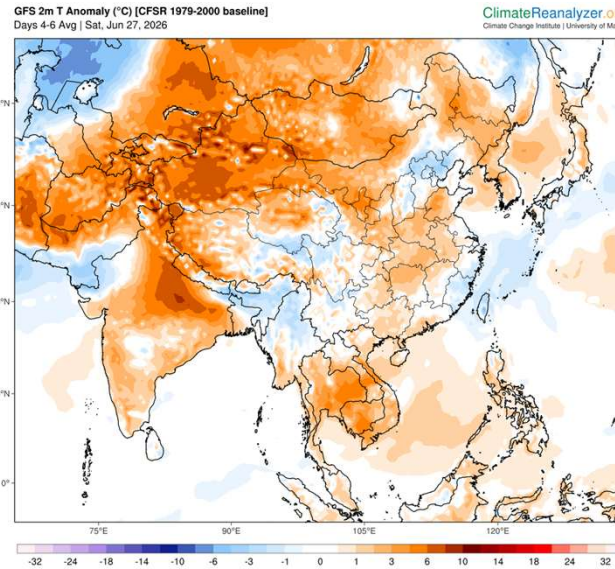 GFS 2m T Anomaly (°C) [CFSR 1979-2000 baseline]
Days 4-6 Avg | Sat, Jun 27, 2026
ClimateReanalyzer.o
Climate Change Institute | University of Ma
°N
°N
°N
°N
0°
75°E 90°E 105°E 120°E
-32 -24 -18 -14 -10 -6 -3 -1 0 1 3 6 10 14 18 24 32